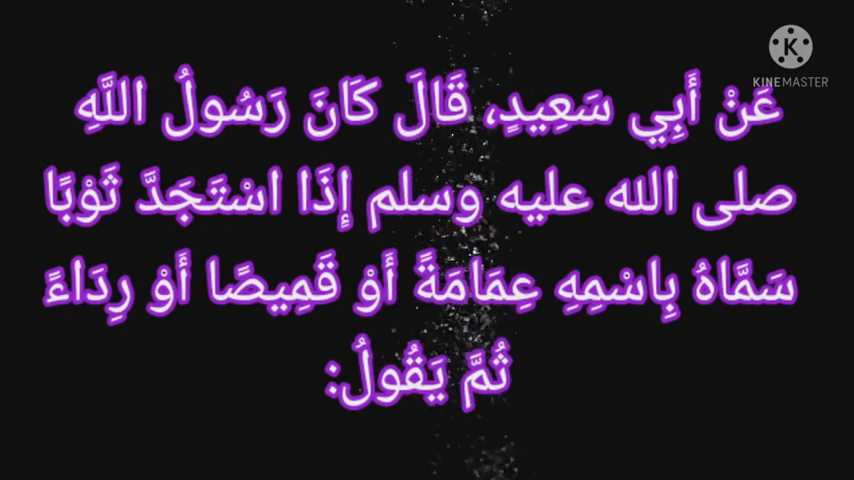 KINEMASTER
عَنْ أَبِي سَعِيدٍ، قَالَ كَانَ رَسُولُ اللَّهِ
صلى الله عليه وسلم إِذَا اسْتَجَدَّ ثَوْبًا
سَمَّاهُ بِاسْمِهِ عِمَامَةً أَوْ قَمِيصًا أَوْ رِدَاءً
ثُمَّ يَقُولُ: